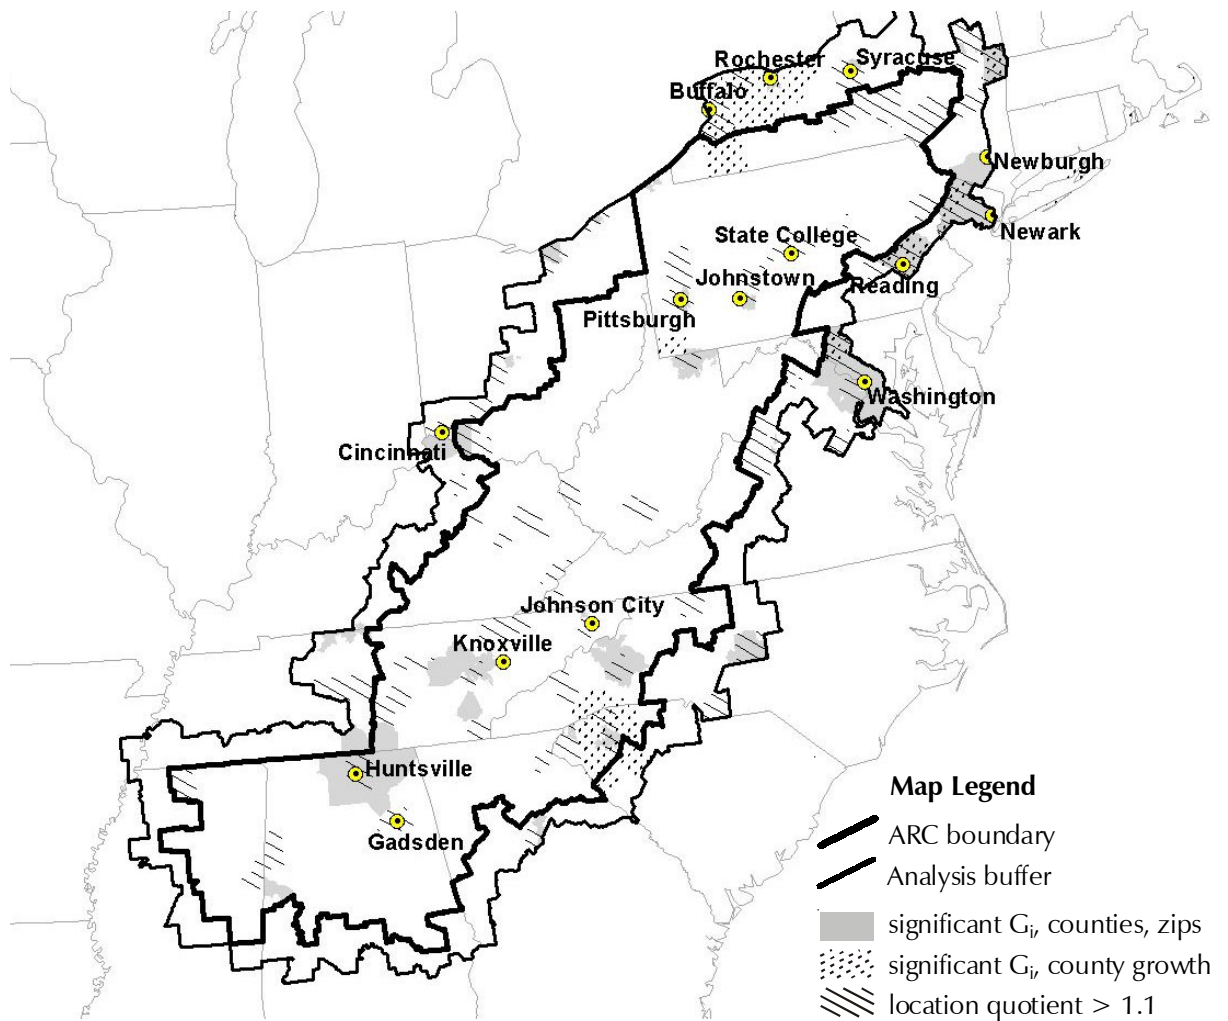 Rochester
Syracuse
Buffalo
Newburgh
Newark
State College
Johnstown
Reading
Pittsburgh
Washington
Cincinnati
Johnson City
Knoxville
Huntsville
Gadsden
Map Legend
ARC boundary
Analysis buffer
significant Gi, counties, zips
significant Gi, county growth
location quotient > 1.1